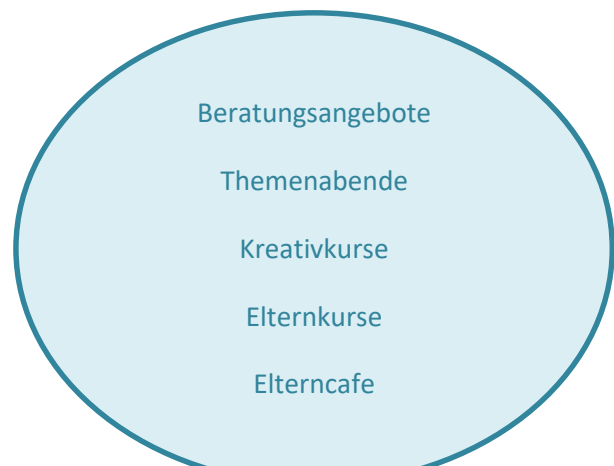 Beratungsangebote
Themenabende
Kreativkurse
Elternkurse
Elterncafe